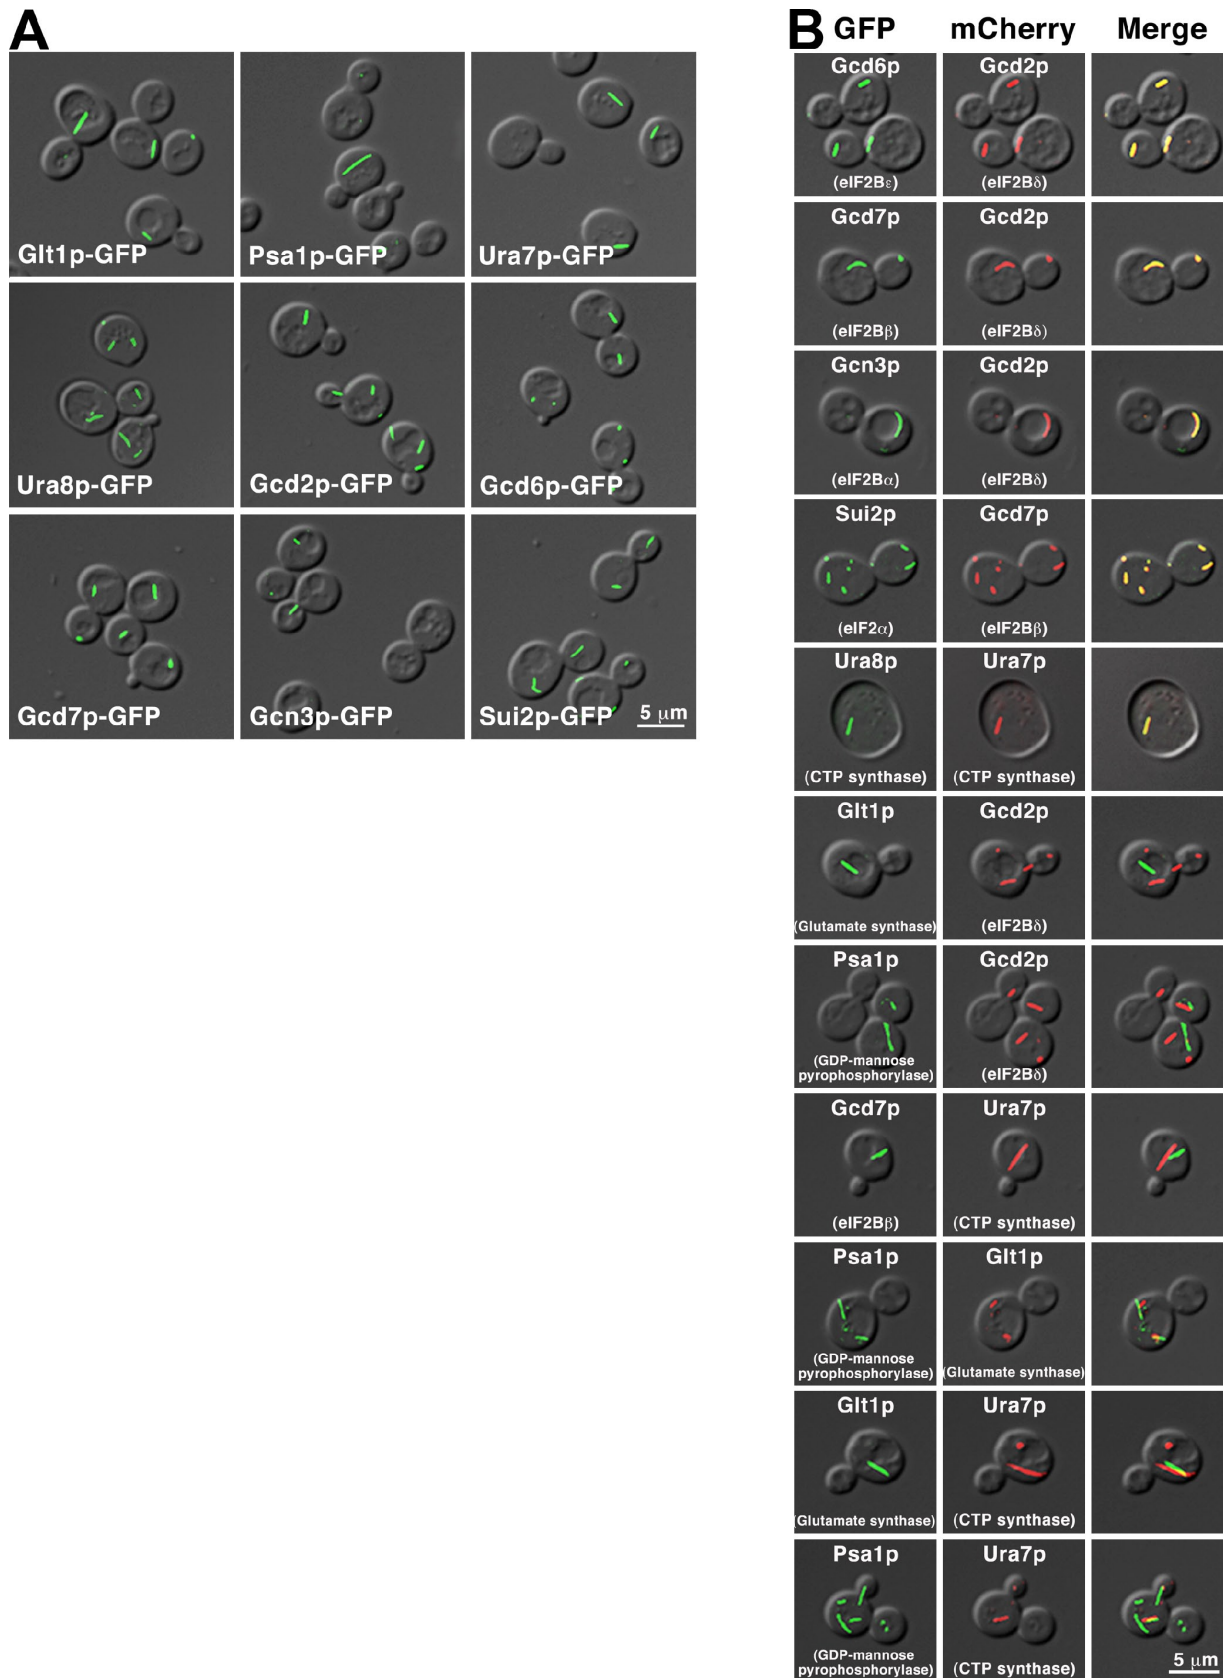 A
B GFP mCherry Merge
Glt1p-GFP
Psa1p-GFP
Ura7p-GFP
Ura8p-GFP
Gcd2p-GFP
Gcd6p-GFP
Gcd7p-GFP
Gcn3p-GFP
Sui2p-GFP
5 μm
Gcd6p Gcd2p
(eIF2Bε) (eIF2Bδ)
Gcd7p Gcd2p
(eIF2Bβ) (eIF2Bδ)
Gcn3p Gcd2p
(eIF2Bα) (eIF2Bδ)
Sui2p Gcd7p
(eIF2α) (eIF2Bβ)
Ura8p Ura7p
(CTP synthase) (CTP synthase)
Glt1p Gcd2p
(Glutamate synthase) (eIF2Bδ)
Psa1p Gcd2p
(GDP-mannose
pyrophosphorylase) (eIF2Bδ)
Gcd7p Ura7p
(eIF2Bβ) (CTP synthase)
Psa1p Glt1p
(GDP-mannose
pyrophosphorylase) (Glutamate synthase)
Glt1p Ura7p
(Glutamate synthase) (CTP synthase)
Psa1p Ura7p
(GDP-mannose
pyrophosphorylase) (CTP synthase)
5 μm